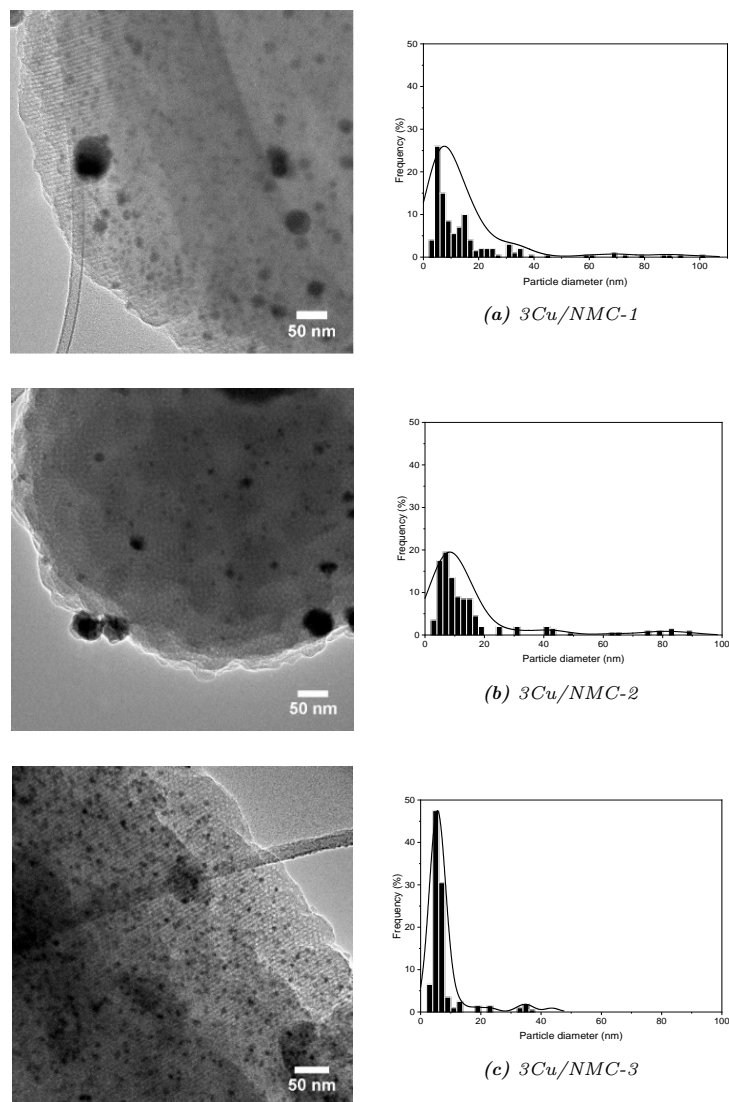 50 nm
50
40
30
20
10
0
Frequency (%)
0 20 40 60 80 100
Particle diameter (nm)
(a) 3Cu/NMC-1
50 nm
50
40
30
20
10
0
Frequency (%)
0 20 40 60 80 100
Particle diameter (nm)
(b) 3Cu/NMC-2
50 nm
50
40
30
20
10
0
Frequency (%)
0 20 40 60 80 100
Particle diameter (nm)
(c) 3Cu/NMC-3